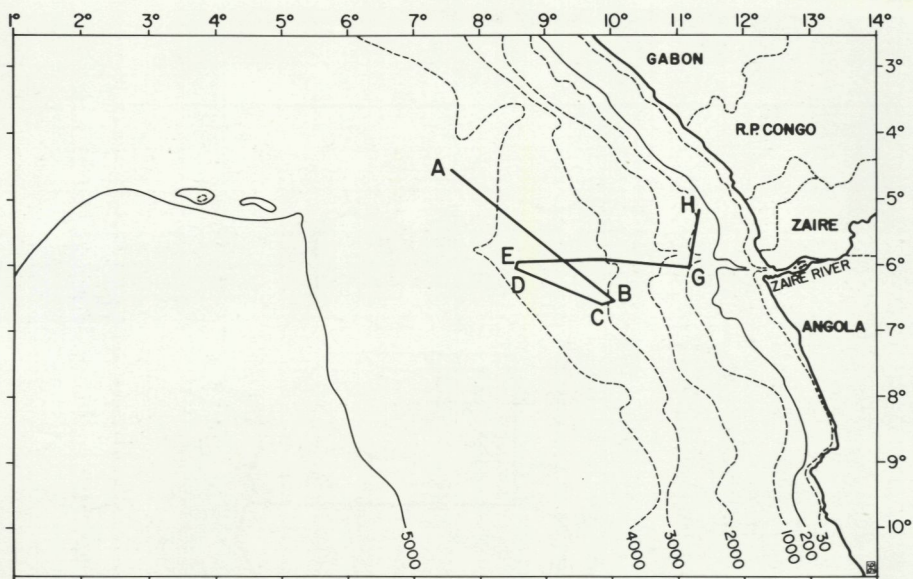 1° 2° 3° 4° 5° 6° 7° 8° 9° 10° 11° 12° 13° 14°
GABON
3°
R.P. CONGO
4°
A
5°
H
ZAIRE
E
6°
D
G
ZAIRE RIVER
B
C
ANGOLA
7°
8°
9°
10°
5000 4000 3000 2000 1000 200 30